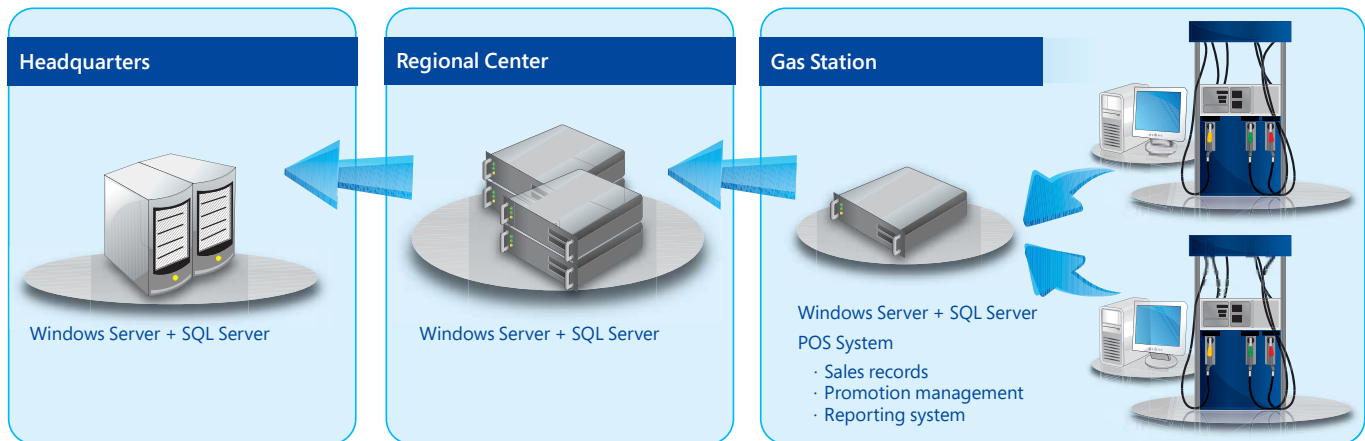 Headquarters
Windows Server + SQL Server
Regional Center
Windows Server + SQL Server
Gas Station
Windows Server + SQL Server
POS System
· Sales records
· Promotion management
· Reporting system